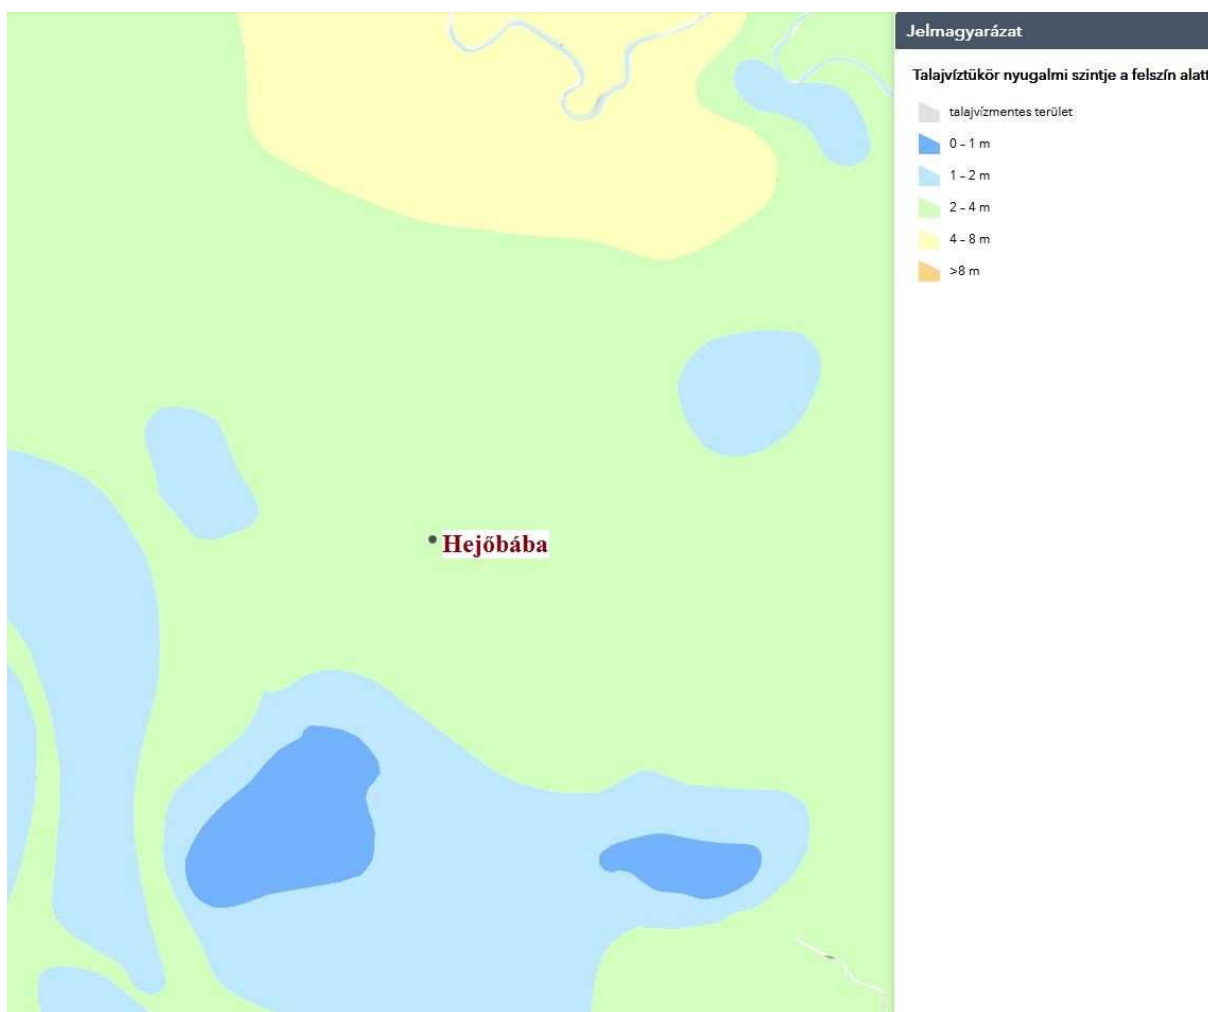 Jelmagyarázat
Talajvíztükör nyugalmi szintje a felszín alatt
talajvízmentes terület
0 - 1 m
1 - 2 m
2 - 4 m
4 - 8 m
>8 m
Hejőbába